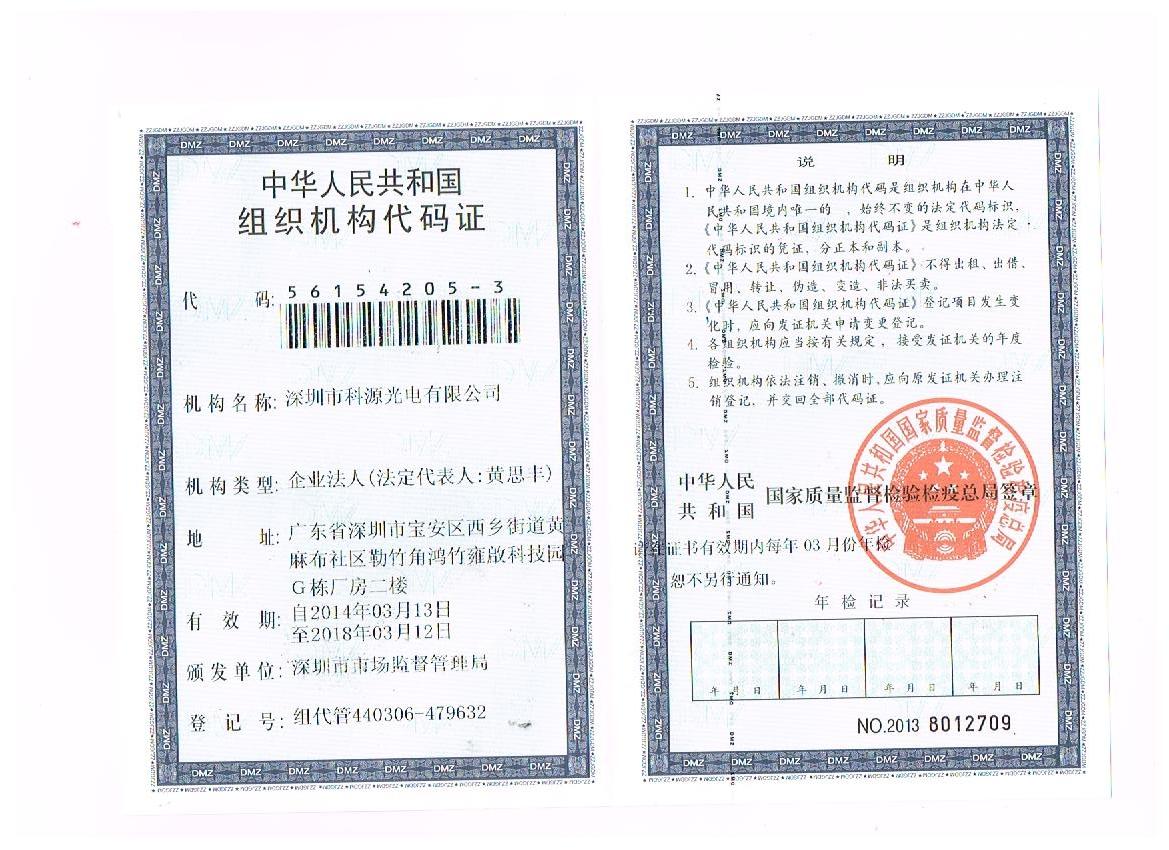 中华人民共和国
组织机构代码证
代 码: 56154205-3
机构名称: 深圳市科源光电有限公司
机构类型: 企业法人(法定代表人:黄思丰)
地 址: 广东省深圳市宝安区西乡街道黄
麻布社区勒竹角鸿竹雍啟科技园
G栋厂房二楼
有 效 期: 自2014年03月13日
至2018年03月12日
颁发单位: 深圳市市场监督管理局
登 记 号: 组代管440306-479632
说 明
1. 中华人民共和国组织机构代码是组织机构在中华人
民共和国境内唯一的 、始终不变的法定代码标识,
《中华人民共和国组织机构代码证》是组织机构法定
代码标识的凭证,分正本和副本。
2.《中华人民共和国组织机构代码证》不得出租、出借、
冒用、转让、伪造、变造、非法买卖。
3.《中华人民共和国组织机构代码证》登记项目发生变
化时,应向发证机关申请变更登记。
4. 各组织机构应当按有关规定,接受发证机关的年度
检验。
5. 组织机构依法注销、撤消时,应向原发证机关办理注
销登记,并交回全部代码证。
中华人民共和国国家质量监督检验检疫总局
中华人民
共 和 国 国家质量监督检验检疫总局签章
请在证书有效期内每年03月份年检
恕不另行通知。
年 检 记 录
年 月 日 年 月 日 年 月 日 年 月 日
NO.2013 8012709